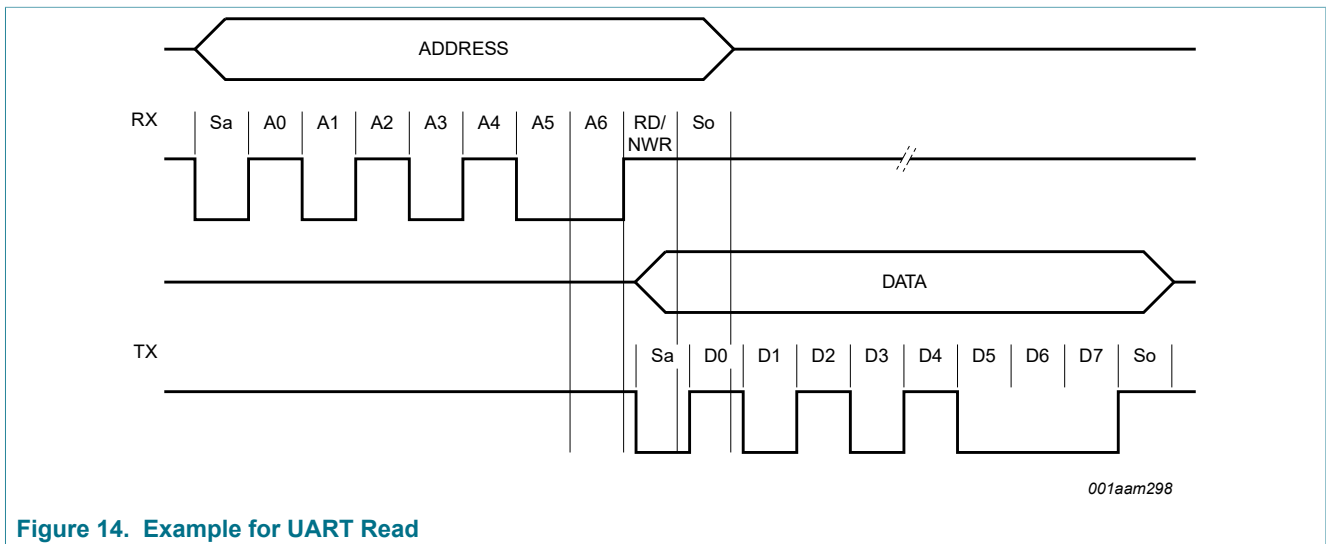 ADDRESS
RX Sa A0 A1 A2 A3 A4 A5 A6 RD/ So
NWR
DATA
TX Sa D0 D1 D2 D3 D4 D5 D6 D7 So
001aam298
Figure 14. Example for UART Read